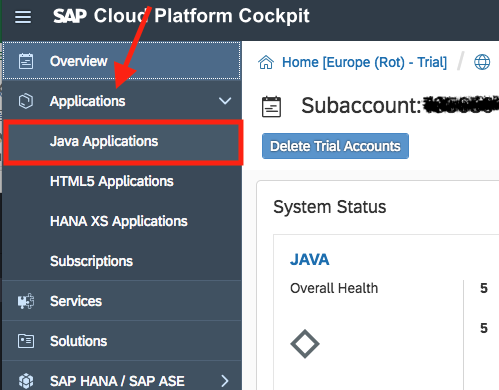 SAP Cloud Platform Cockpit
Overview
Home [Europe (Rot) - Trial] /
Applications
Subaccount:
Java Applications
Delete Trial Accounts
HTML5 Applications
System Status
HANA XS Applications
Subscriptions
JAVA
Overall Health 5
Services
5
Solutions
SAP HANA / SAP ASE